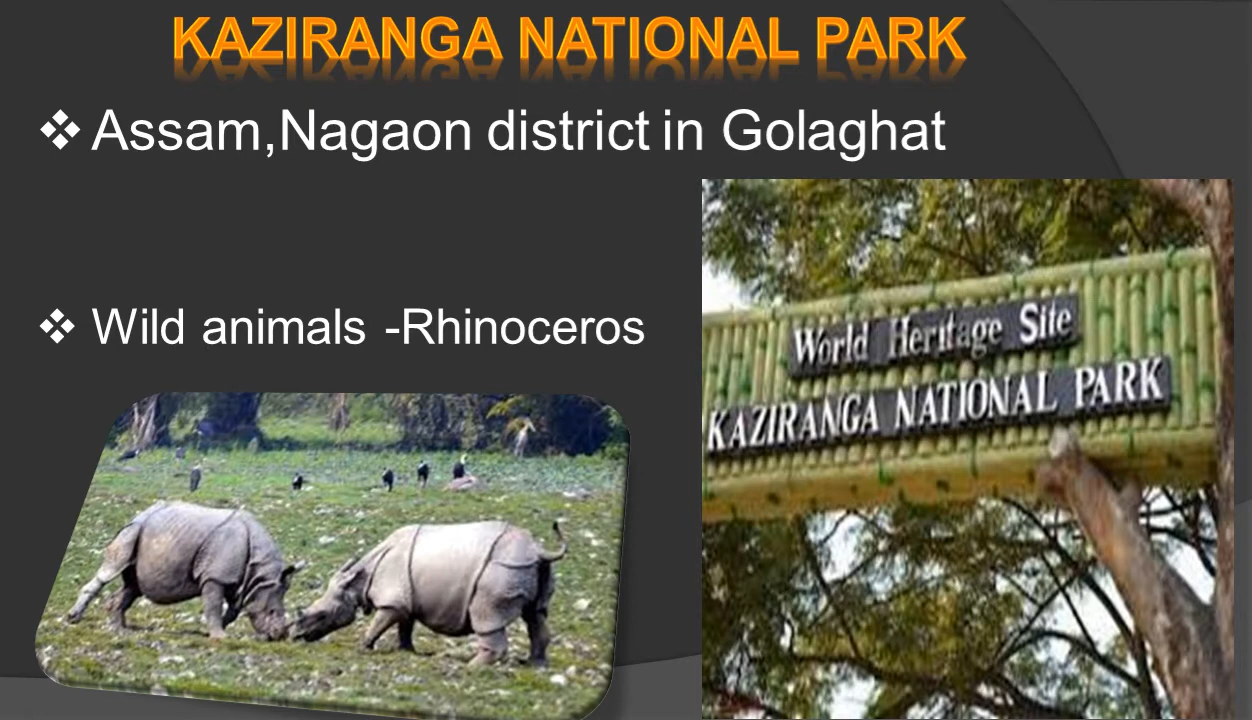 KAZIRANGA NATIONAL PARK
Assam,Nagaon district in Golaghat
Wild animals -Rhinoceros
World Heritage Site
KAZIRANGA NATIONAL PARK